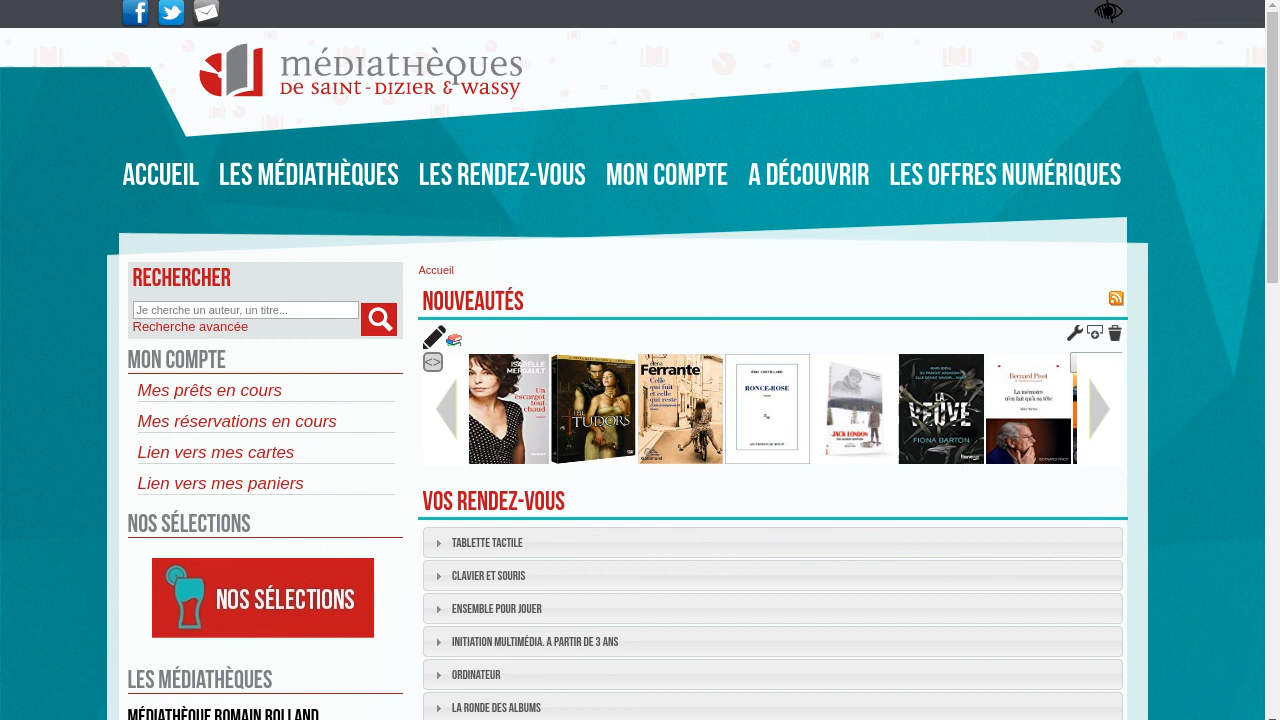 médiathèques
de saint-dizier & wassy
ACCUEIL LES MÉDIATHÈQUES LES RENDEZ-VOUS MON COMPTE A DÉCOUVRIR LES OFFRES NUMÉRIQUES
RECHERCHER
Je cherche un auteur, un titre...
Recherche avancée
MON COMPTE
Mes prêts en cours
Mes réservations en cours
Lien vers mes cartes
Lien vers mes paniers
NOS SÉLECTIONS
NOS SÉLECTIONS
LES MÉDIATHÈQUES
MÉDIATHÈQUE ROMAIN ROLLAND
Accueil
NOUVEAUTÉS
<>
ISABELLE
MERGAULT
Un
escargot
tout
chaud
THE
TUDORS
Ferrante
Celle
qui fuit
et celle
qui reste
RONCE-ROSE
JACK LONDON
LA
VEUVE
FIONA BARTON
Bernard Pivot
La mémoire
n'en fait qu'à sa tête
VOS RENDEZ-VOUS
TABLETTE TACTILE
CLAVIER ET SOURIS
ENSEMBLE POUR JOUER
INITIATION MULTIMÉDIA. A PARTIR DE 3 ANS
ORDINATEUR
LA RONDE DES ALBUMS